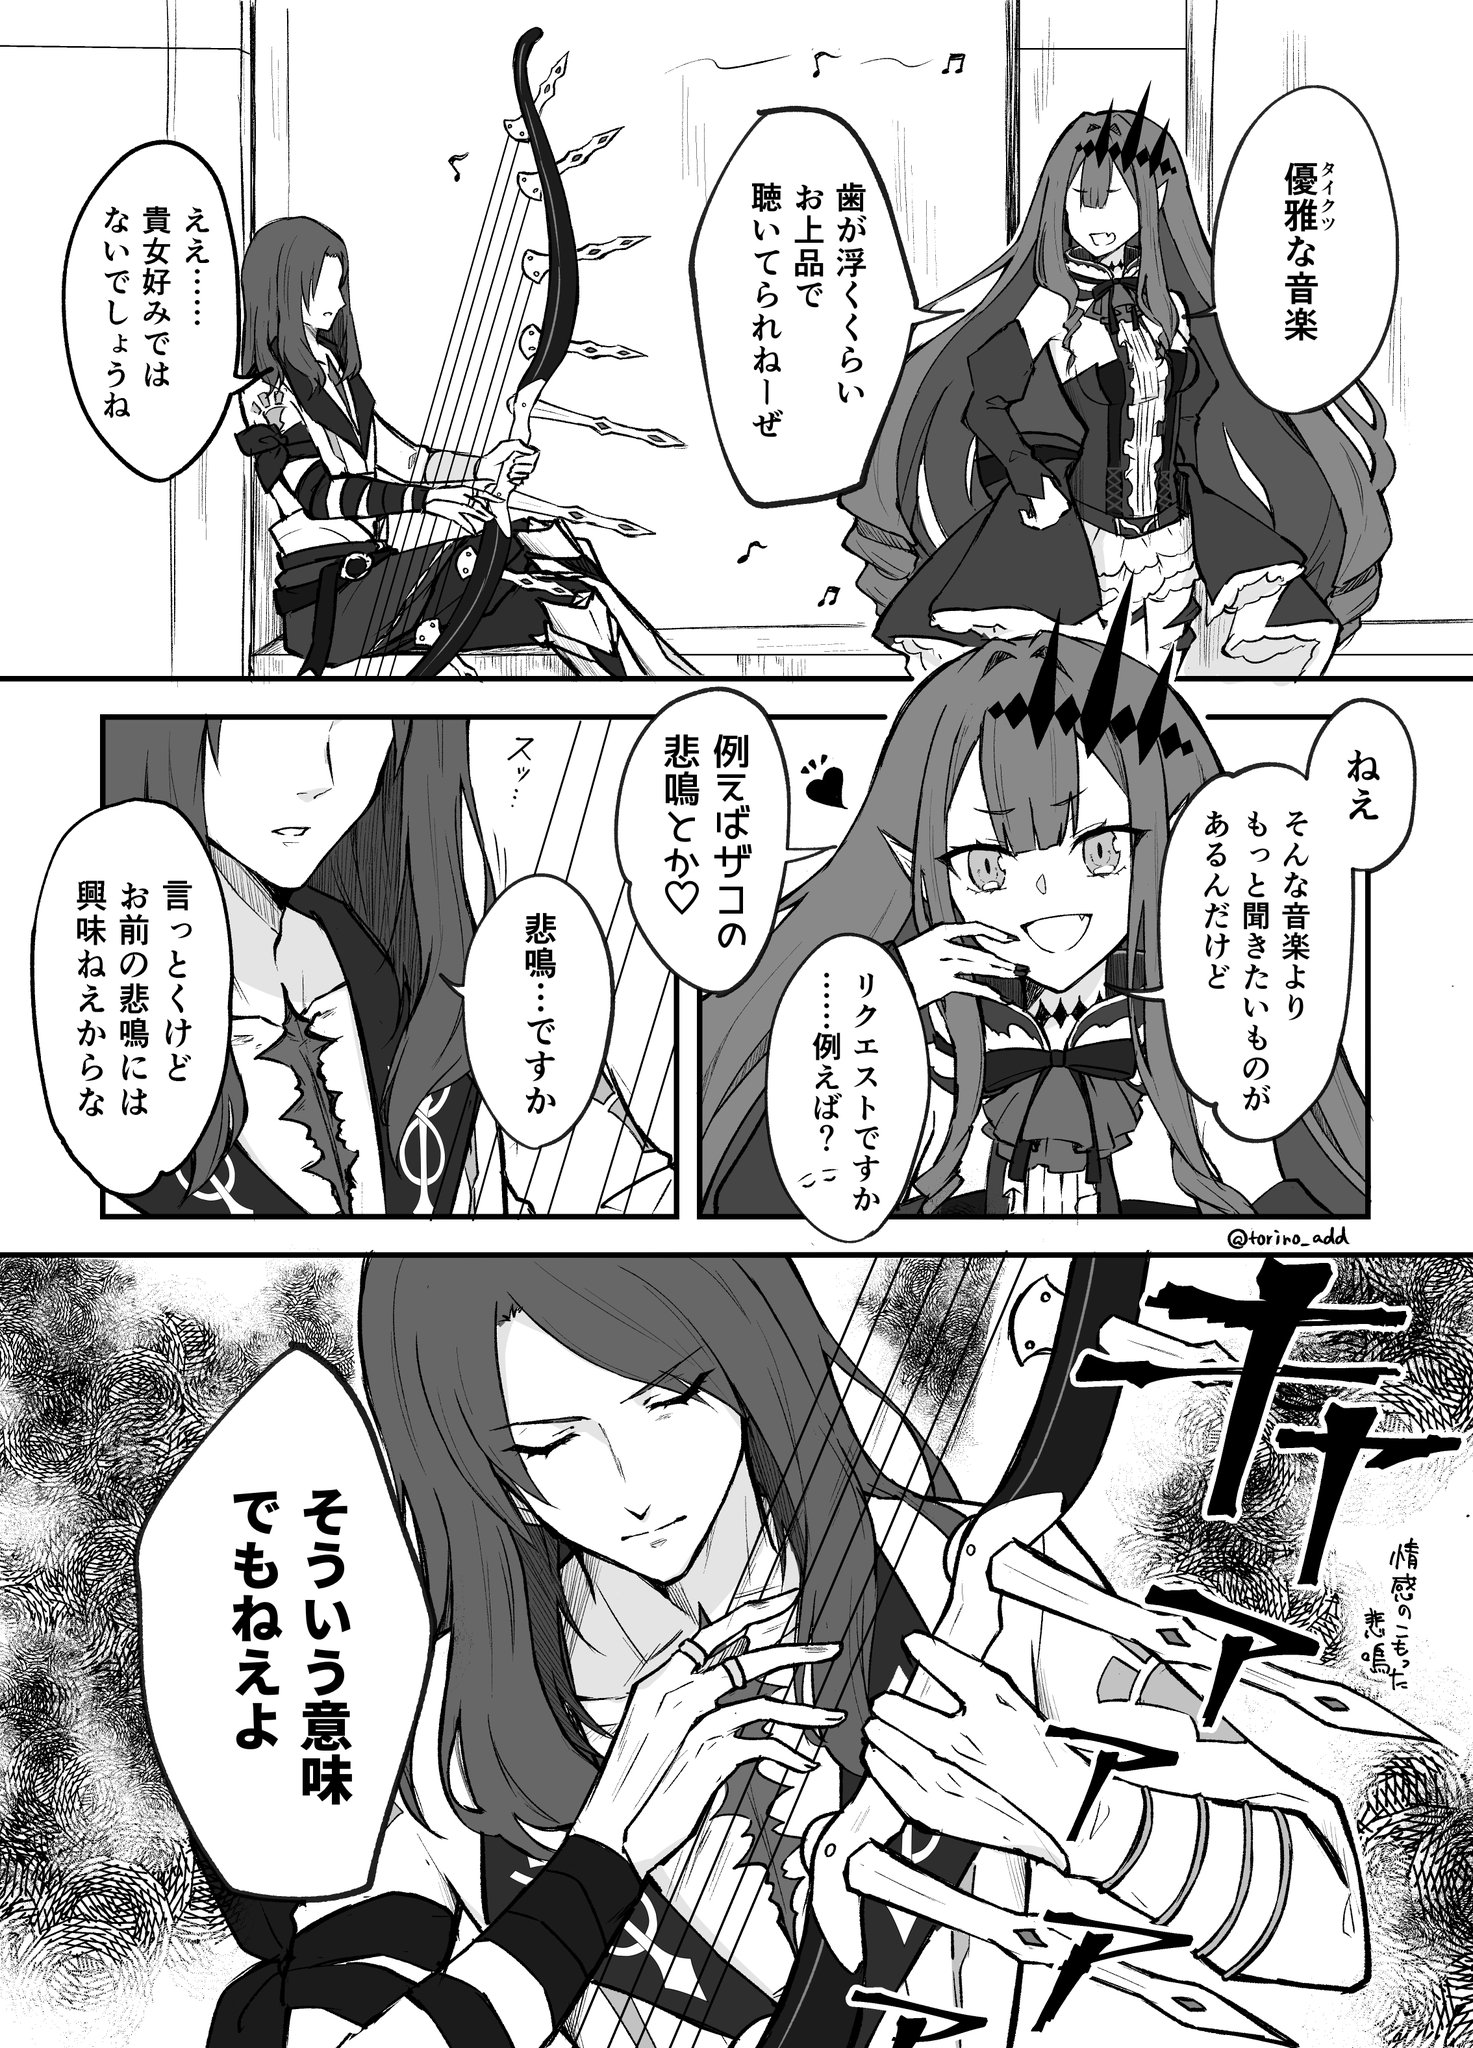 優雅な音楽
タイクツ
歯が浮くくらい
お上品で
聴いてられねーぜ
ええ……
貴女好みでは
ないでしょうね
ねえ
そんな音楽より
もっと聞きたいものが
あるんだけど
リクエストですか
……例えば？
例えばザコの
悲鳴とか♡
スッ…
悲鳴…ですか
言っとくけど
お前の悲鳴には
興味ねえからな
@torino_add
キャアアアア
情感のこもった
悲鳴
そういう意味
でもねえよ